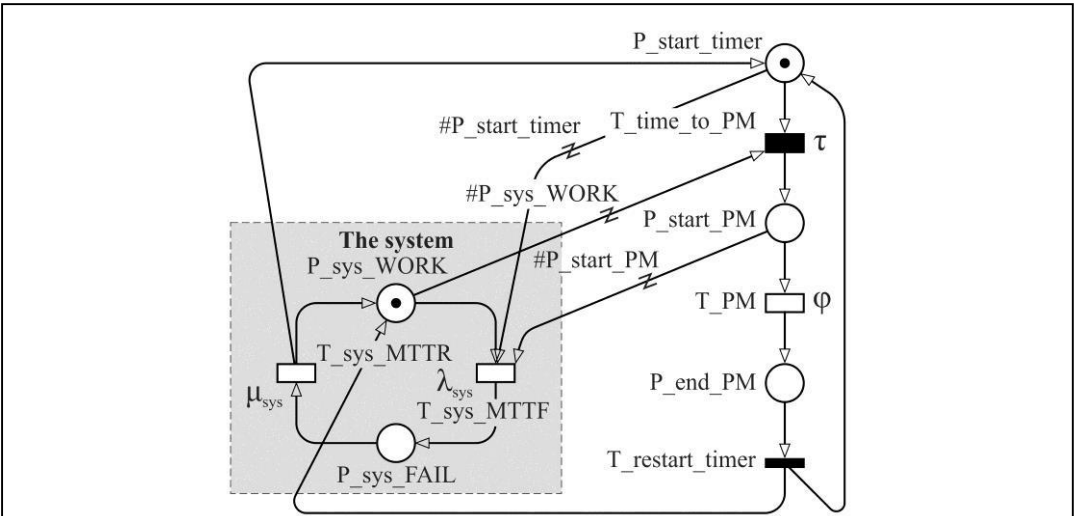 P_start_timer
#P_start_timer
T_time_to_PM
τ
#P_sys_WORK
P_start_PM
The system
P_sys_WORK
#P_start_PM
T_PM
φ
T_sys_MTTR
μsys
λsys
T_sys_MTTF
P_end_PM
P_sys_FAIL
T_restart_timer